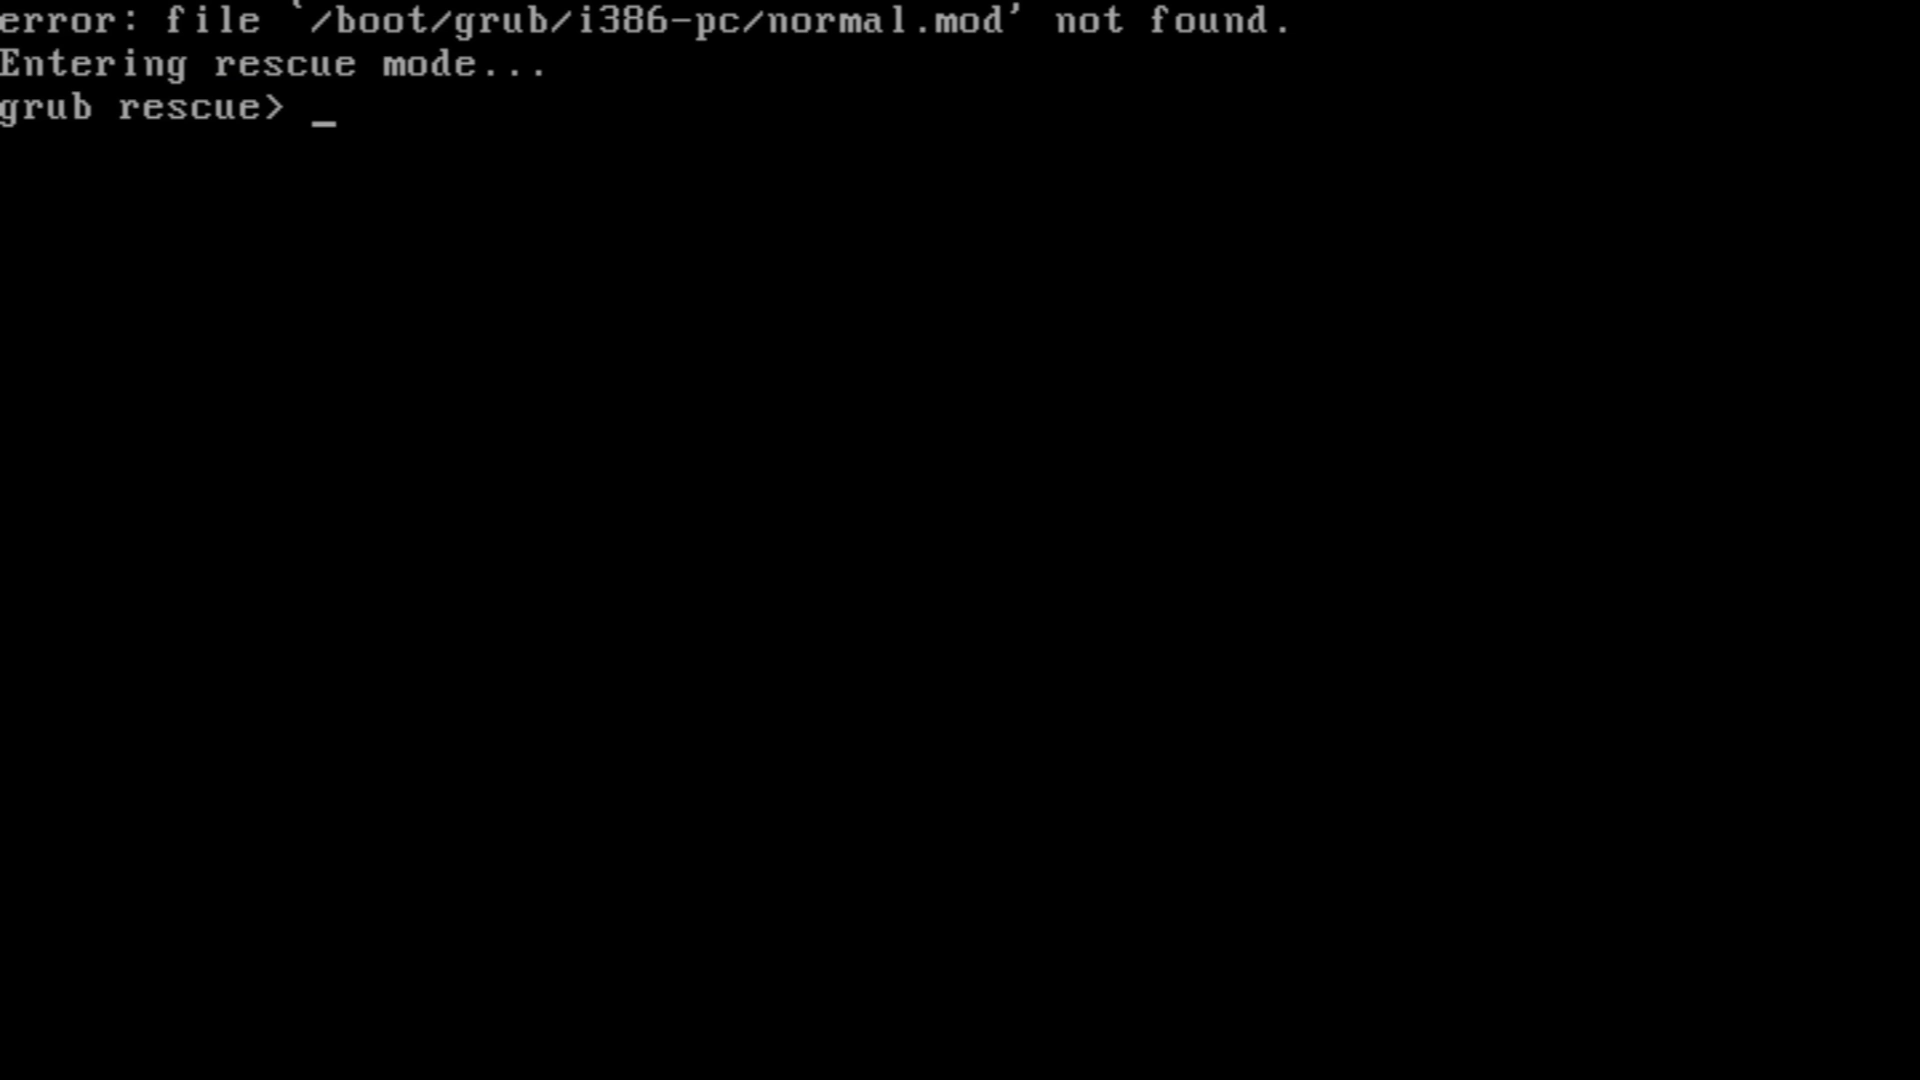 error: file `/boot/grub/i386-pc/normal.mod' not found.
Entering rescue mode...
grub rescue> _